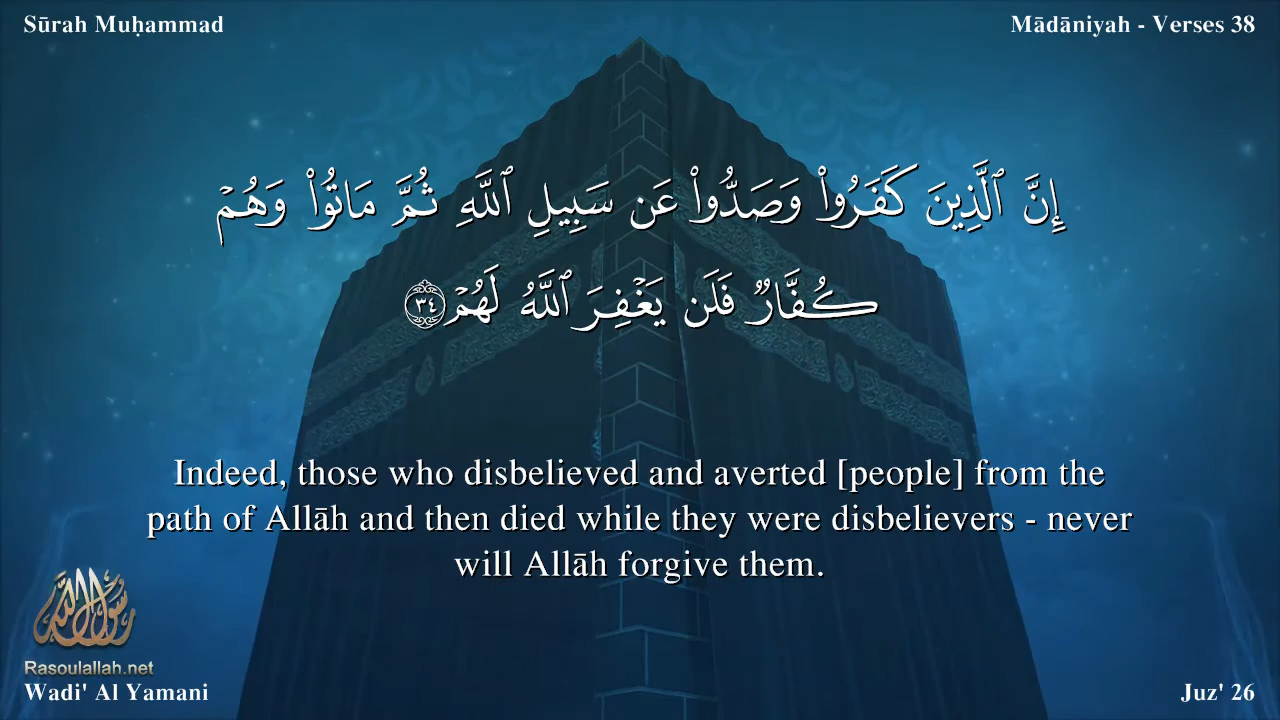 Sūrah Muḥammad
Mādāniyah - Verses 38
إِنَّ ٱلَّذِينَ كَفَرُوا۟ وَصَدُّوا۟ عَن سَبِيلِ ٱللَّهِ ثُمَّ مَاتُوا۟ وَهُمْ
كُفَّارٌ فَلَن يَغْفِرَ ٱللَّهُ لَهُمْ ٣٤
Indeed, those who disbelieved and averted [people] from the
path of Allāh and then died while they were disbelievers - never
will Allāh forgive them.
رسول الله
Rasoulallah.net
Wadi' Al Yamani
Juz' 26